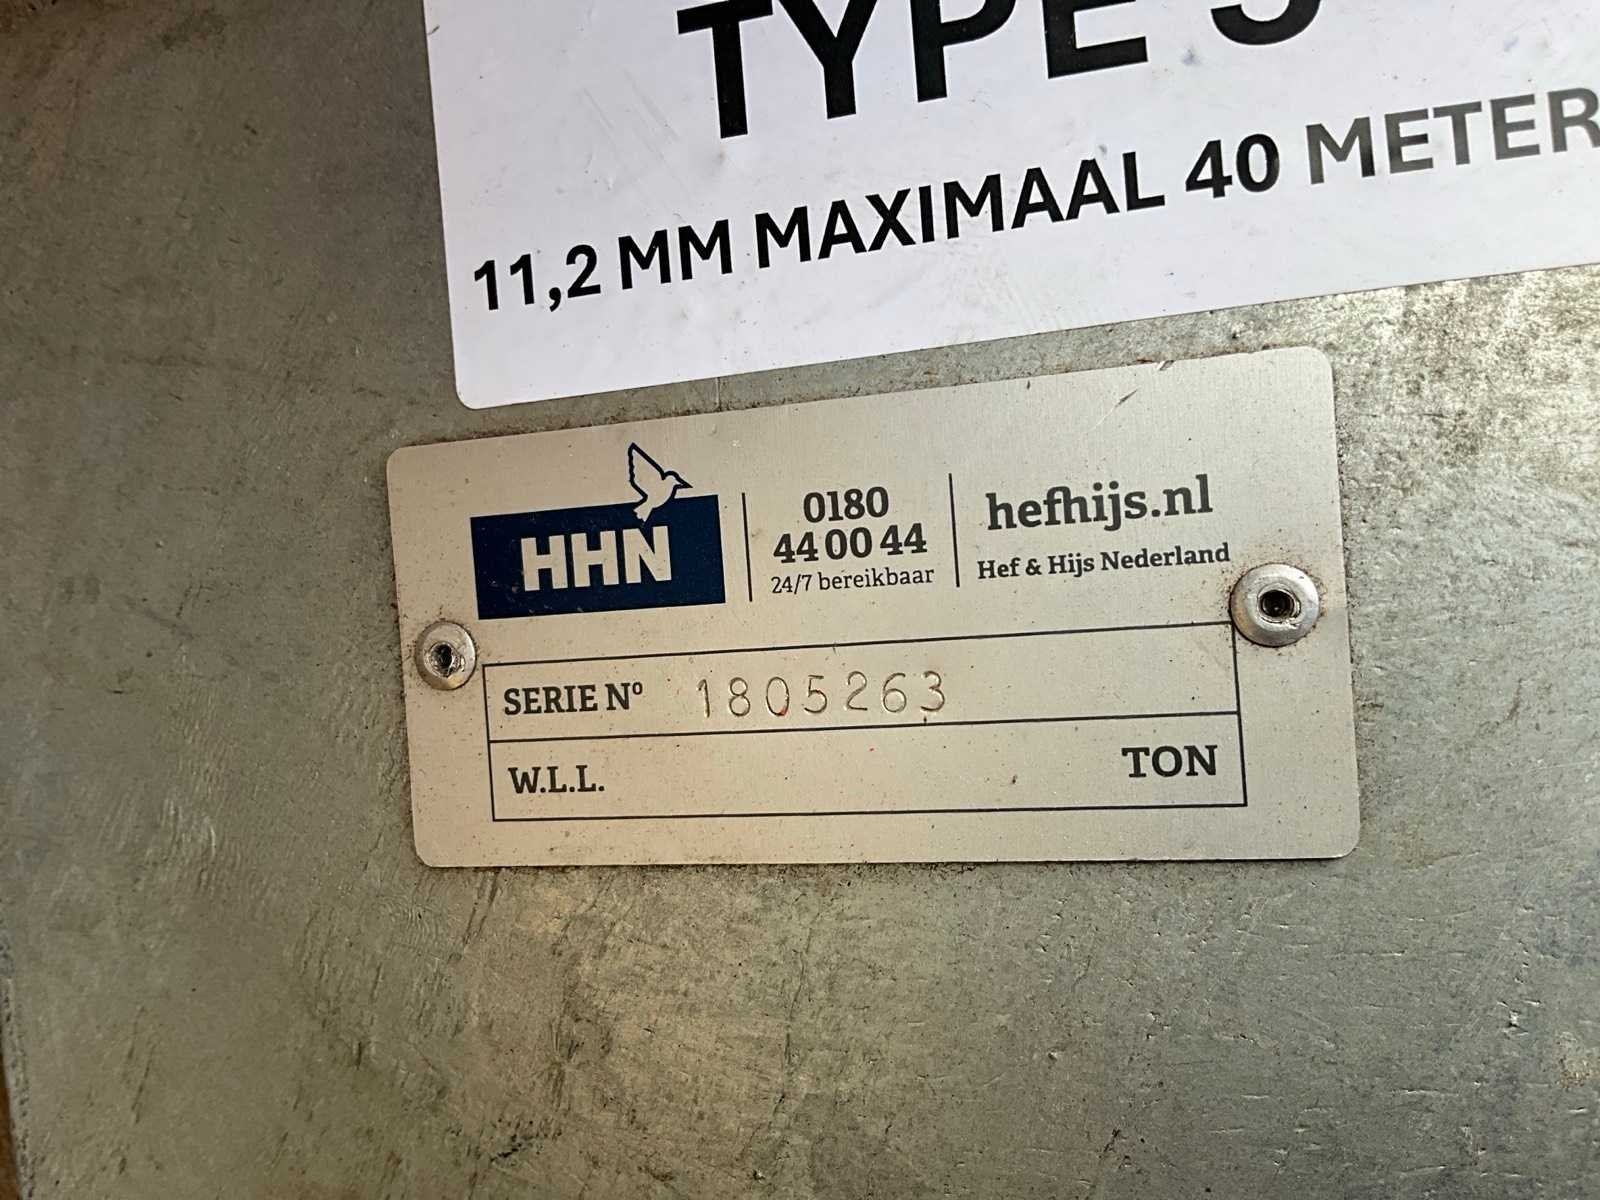 TYPE
11,2 MM MAXIMAAL 40 METER
HHN
0180
44 00 44
24/7 bereikbaar
hefhijs.nl
Hef & Hijs Nederland
SERIE Nº 1805263
W.L.L. TON